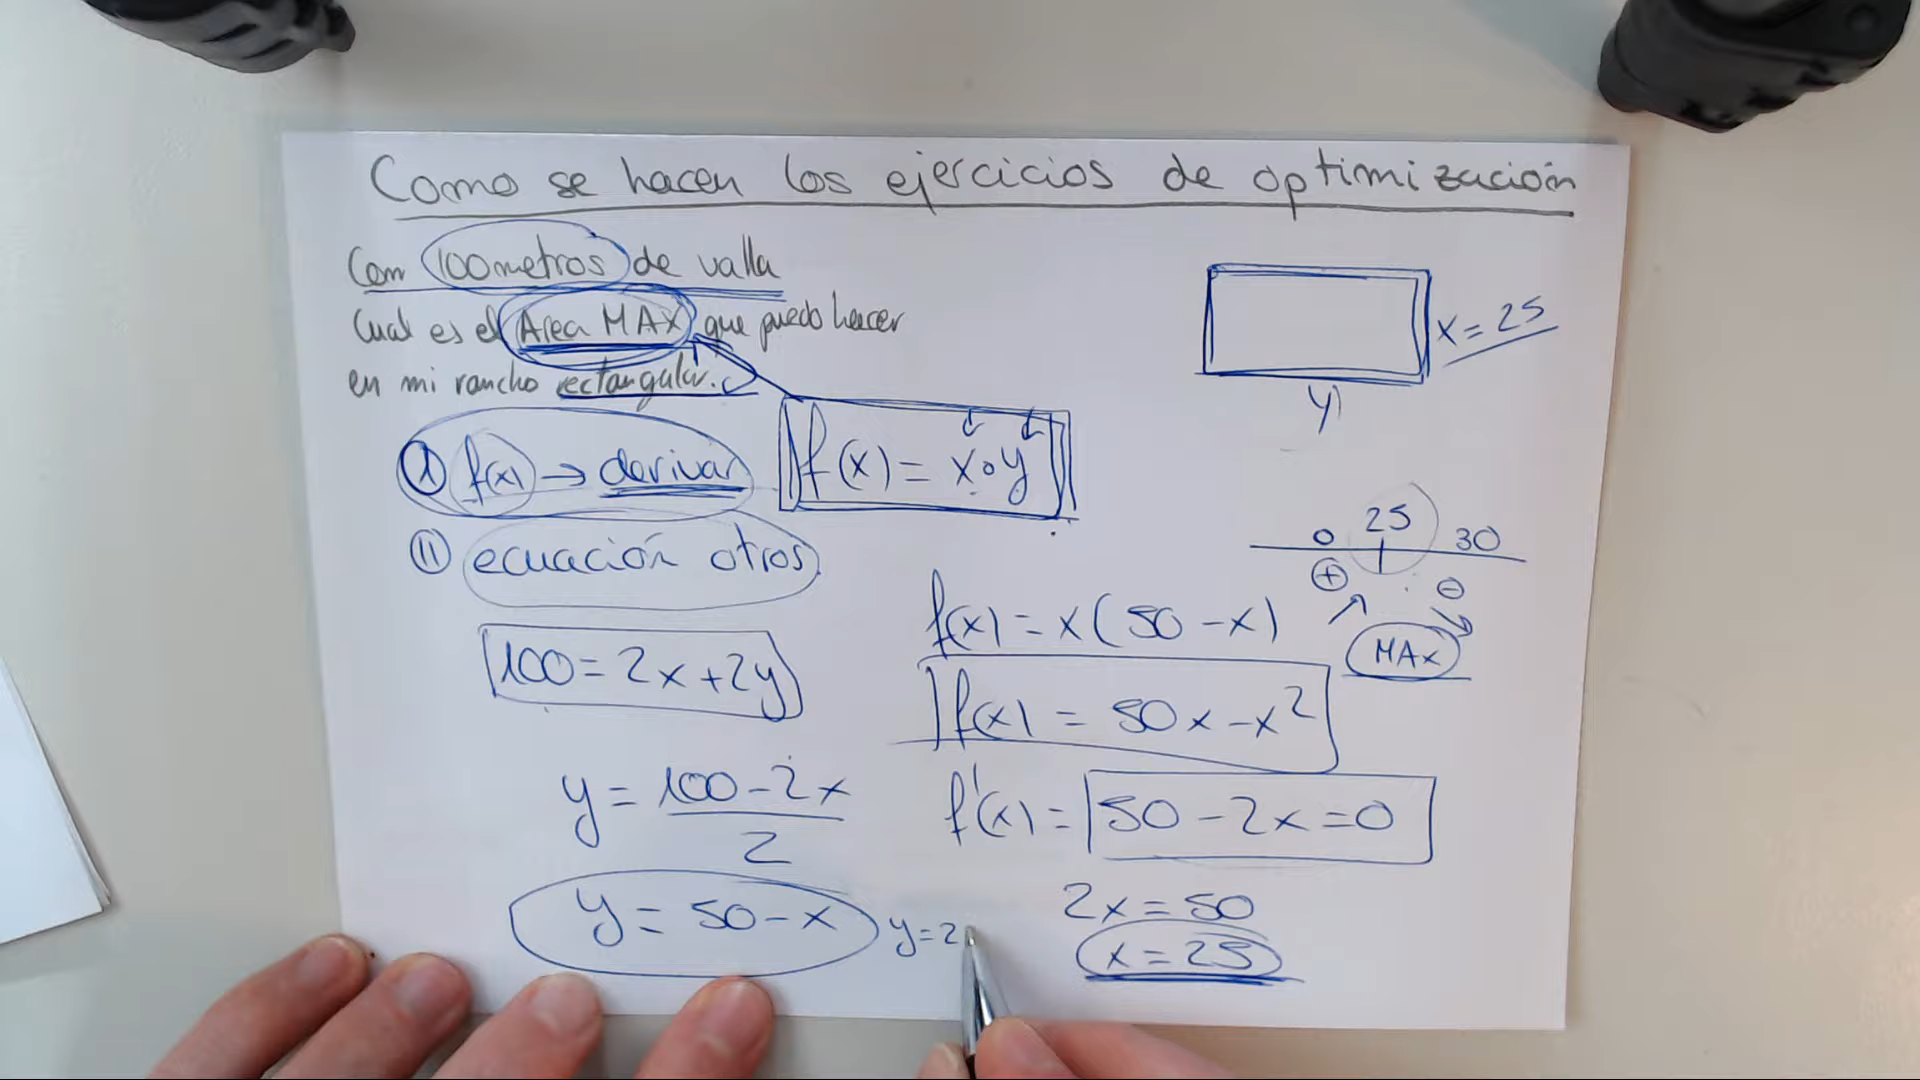 Como se hacen los ejercicios de optimización
Con 100 metros de valla
Cual es el Area MAX que puedo hacer
en mi rancho rectangular.
x = 25
y
I f(x) → derivar
f(x) = x·y
II ecuación otros
0 25 30
+ -
MAX
100 = 2x + 2y
f(x) = x(50 - x)
f(x) = 50x - x²
y = 100 - 2x / 2
f'(x) = 50 - 2x = 0
y = 50 - x
y = 2
2x = 50
x = 25